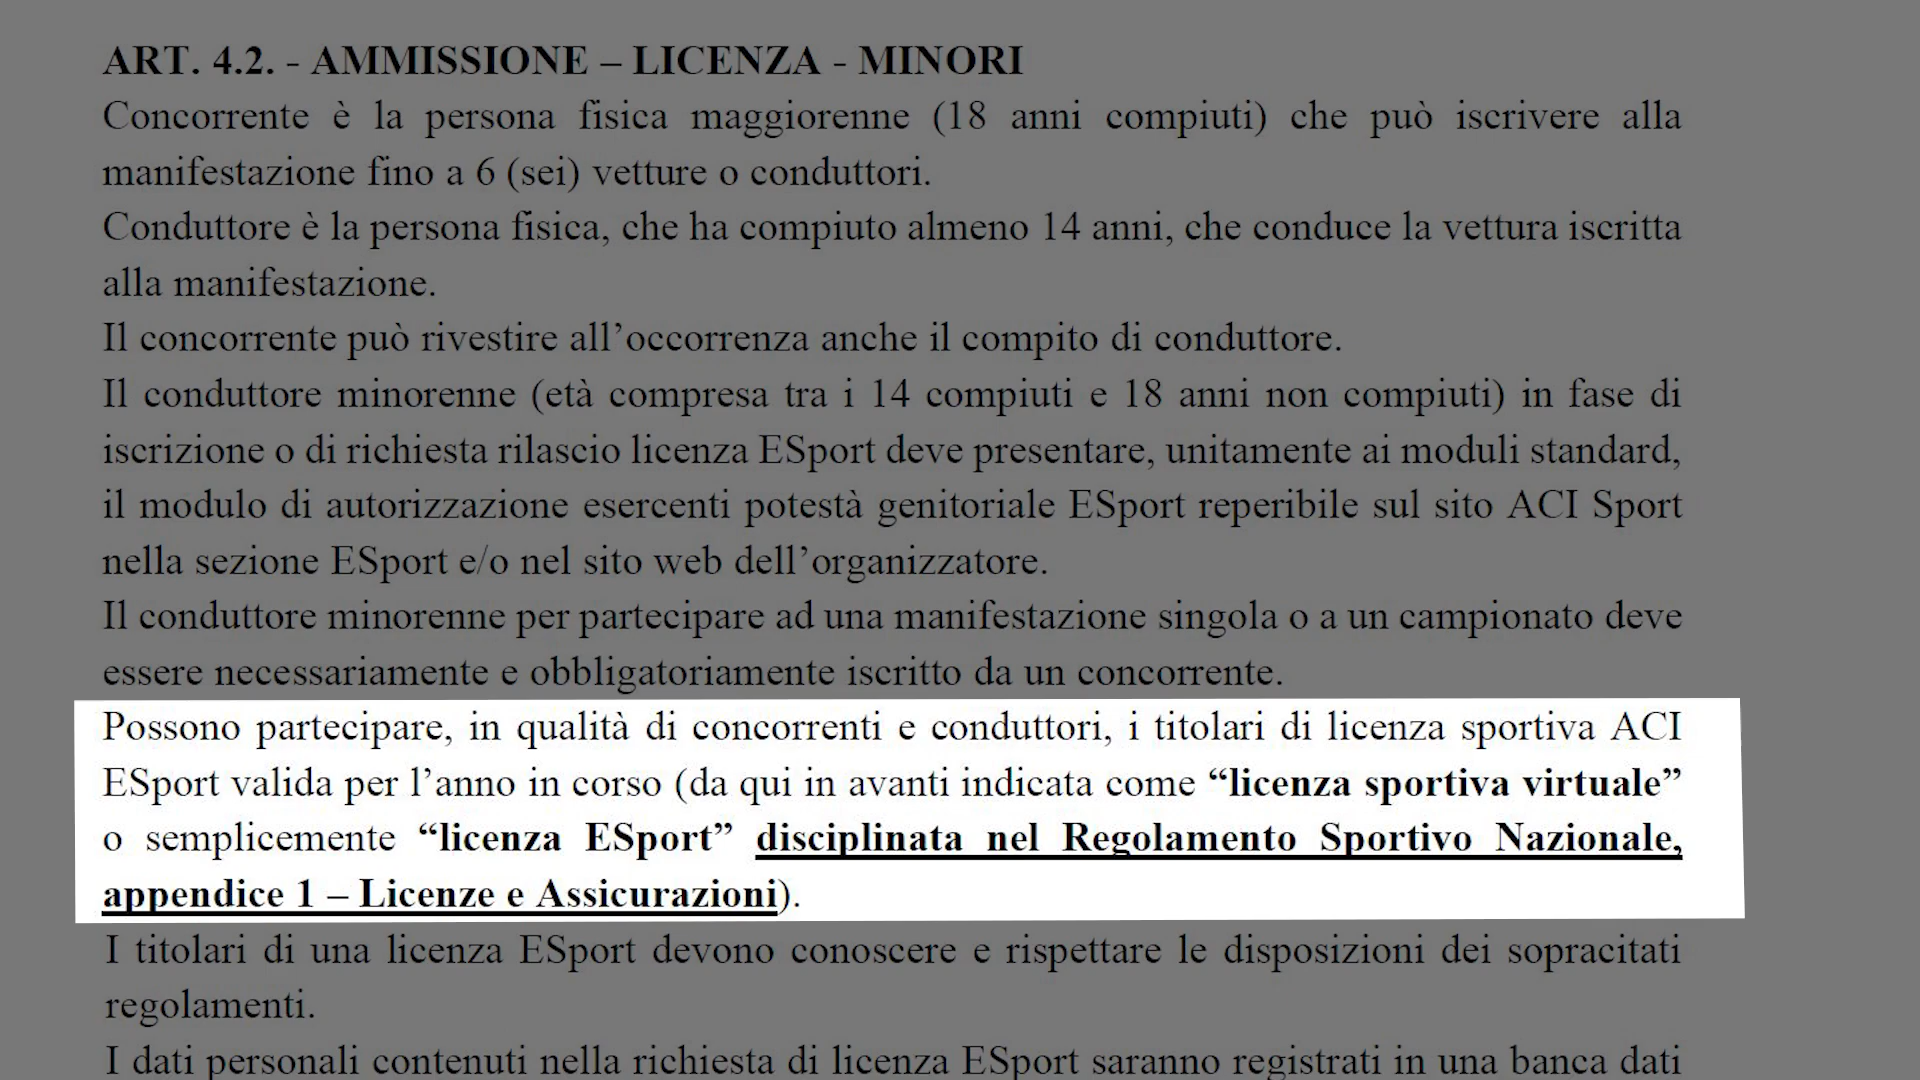 ART. 4.2. - AMMISSIONE – LICENZA - MINORI
Concorrente è la persona fisica maggiorenne (18 anni compiuti) che può iscrivere alla
manifestazione fino a 6 (sei) vetture o conduttori.
Conduttore è la persona fisica, che ha compiuto almeno 14 anni, che conduce la vettura iscritta
alla manifestazione.
Il concorrente può rivestire all’occorrenza anche il compito di conduttore.
Il conduttore minorenne (età compresa tra i 14 compiuti e 18 anni non compiuti) in fase di
iscrizione o di richiesta rilascio licenza ESport deve presentare, unitamente ai moduli standard,
il modulo di autorizzazione esercenti potestà genitoriale ESport reperibile sul sito ACI Sport
nella sezione ESport e/o nel sito web dell’organizzatore.
Il conduttore minorenne per partecipare ad una manifestazione singola o a un campionato deve
essere necessariamente e obbligatoriamente iscritto da un concorrente.
Possono partecipare, in qualità di concorrenti e conduttori, i titolari di licenza sportiva ACI
ESport valida per l’anno in corso (da qui in avanti indicata come “licenza sportiva virtuale”
o semplicemente “licenza ESport” disciplinata nel Regolamento Sportivo Nazionale,
appendice 1 – Licenze e Assicurazioni).
I titolari di una licenza ESport devono conoscere e rispettare le disposizioni dei sopracitati
regolamenti.
I dati personali contenuti nella richiesta di licenza ESport saranno registrati in una banca dati